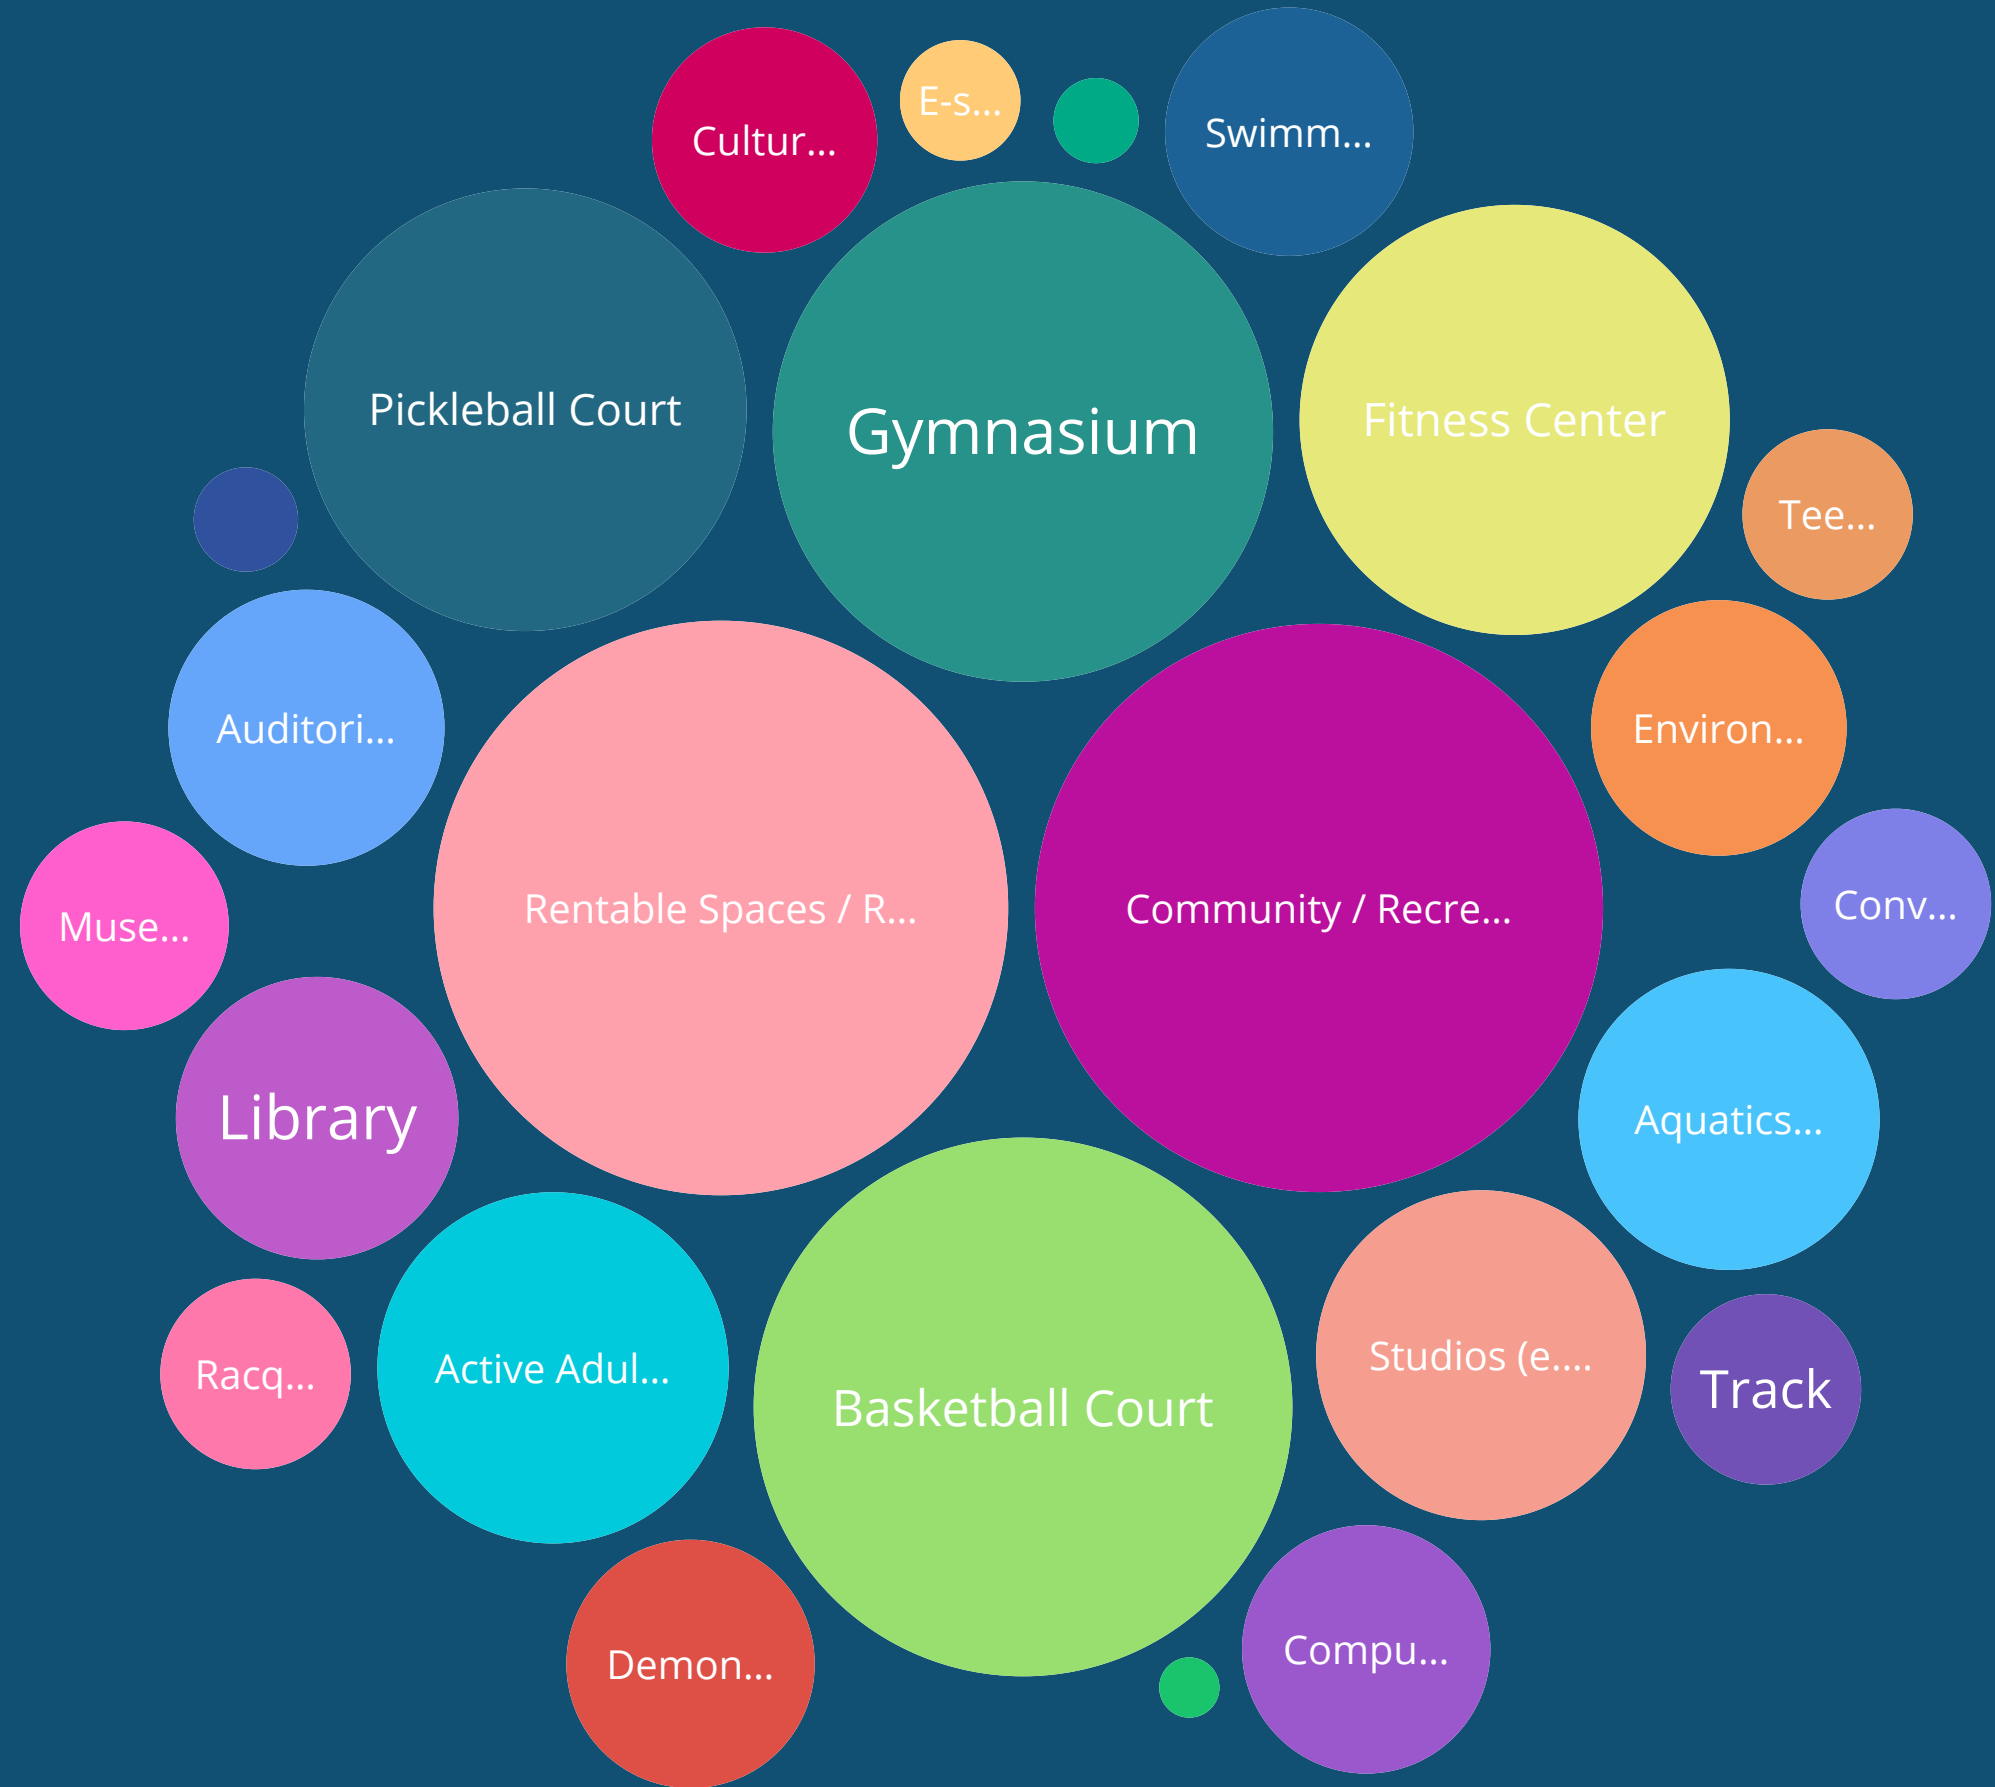 Cultur...
E-s...
Swimm...
Pickleball Court
Gymnasium
Fitness Center
Tee...
Auditori...
Environ...
Muse...
Rentable Spaces / R...
Community / Recre...
Conv...
Library
Aquatics...
Racq...
Active Adul...
Basketball Court
Studios (e....
Track
Demon...
Compu...